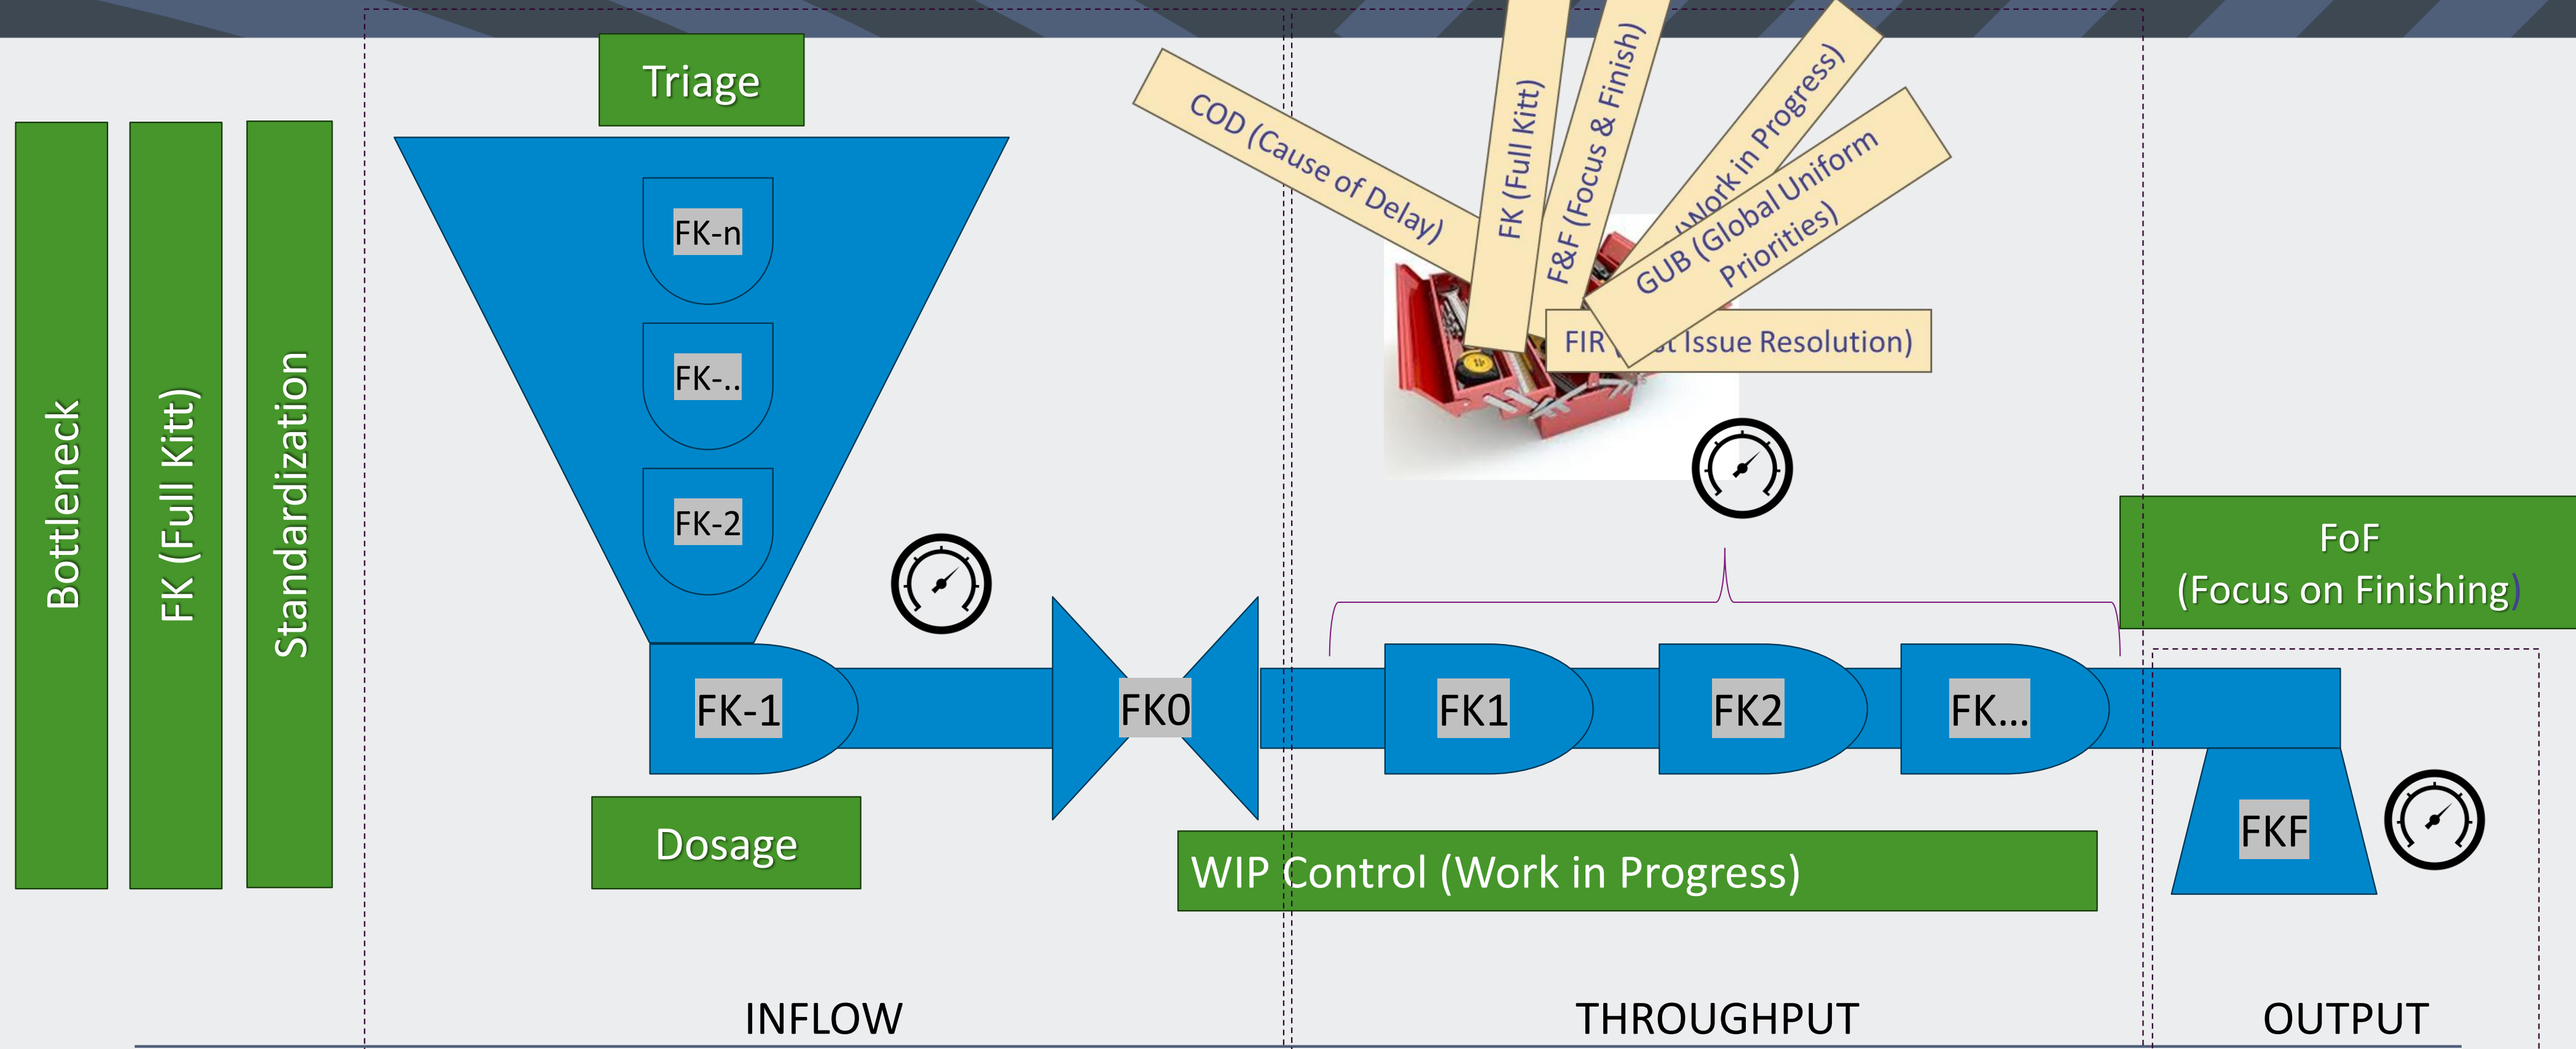 Triage
Bottleneck
FK (Full Kitt)
Standardization
FK-n
FK-..
FK-2
FK-1
Dosage
FK0
COD (Cause of Delay)
FK (Full Kitt)
F&F (Focus & Finish)
Work in Progress)
GUB (Global Uniform
Priorities)
FIR Issue Resolution)
FK1
FK2
FK...
WIP Control (Work in Progress)
FoF
(Focus on Finishing)
FKF
INFLOW
THROUGHPUT
OUTPUT